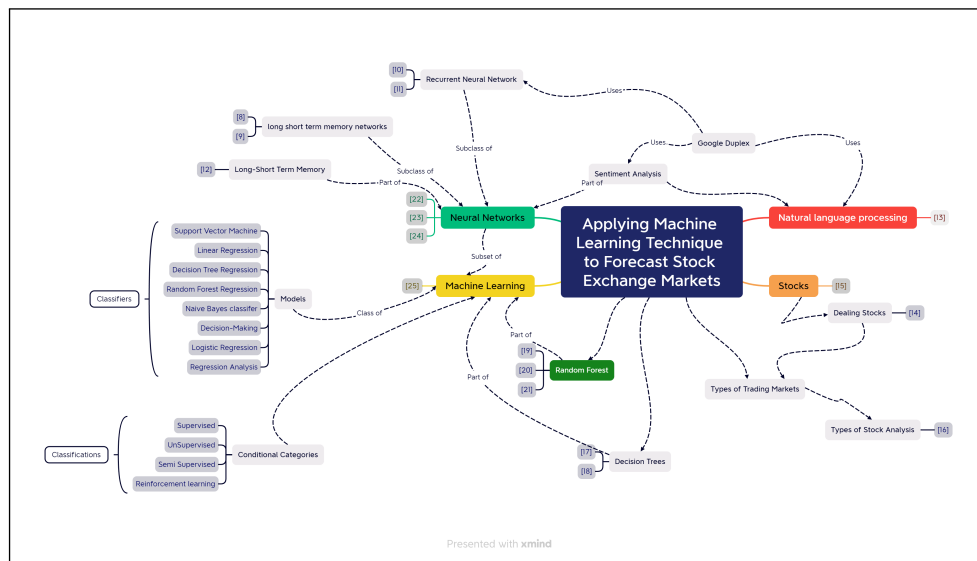 [10]
[11]
Recurrent Neural Network
Uses
[8]
[9]
long short term memory networks
Subclass of
Google Duplex
Uses
Uses
[12]
Long-Short Term Memory
Subclass of
Part of
Sentiment Analysis
Part of
[22]
[23]
[24]
Neural Networks
Applying Machine
Learning Technique
to Forecast Stock
Exchange Markets
Natural language processing
[13]
Subset of
[25]
Machine Learning
Stocks
[15]
Classifiers
Support Vector Machine
Linear Regression
Decision Tree Regression
Random Forest Regression
Naive Bayes classifer
Decision-Making
Logistic Regression
Regression Analysis
Models
Class of
Dealing Stocks
[14]
Part of
[19]
[20]
[21]
Random Forest
Part of
Types of Trading Markets
Types of Stock Analysis
[16]
Classifications
Supervised
UnSupervised
Semi Supervised
Reinforcement learning
Conditional Categories
[17]
[18]
Decision Trees
Presented with xmind